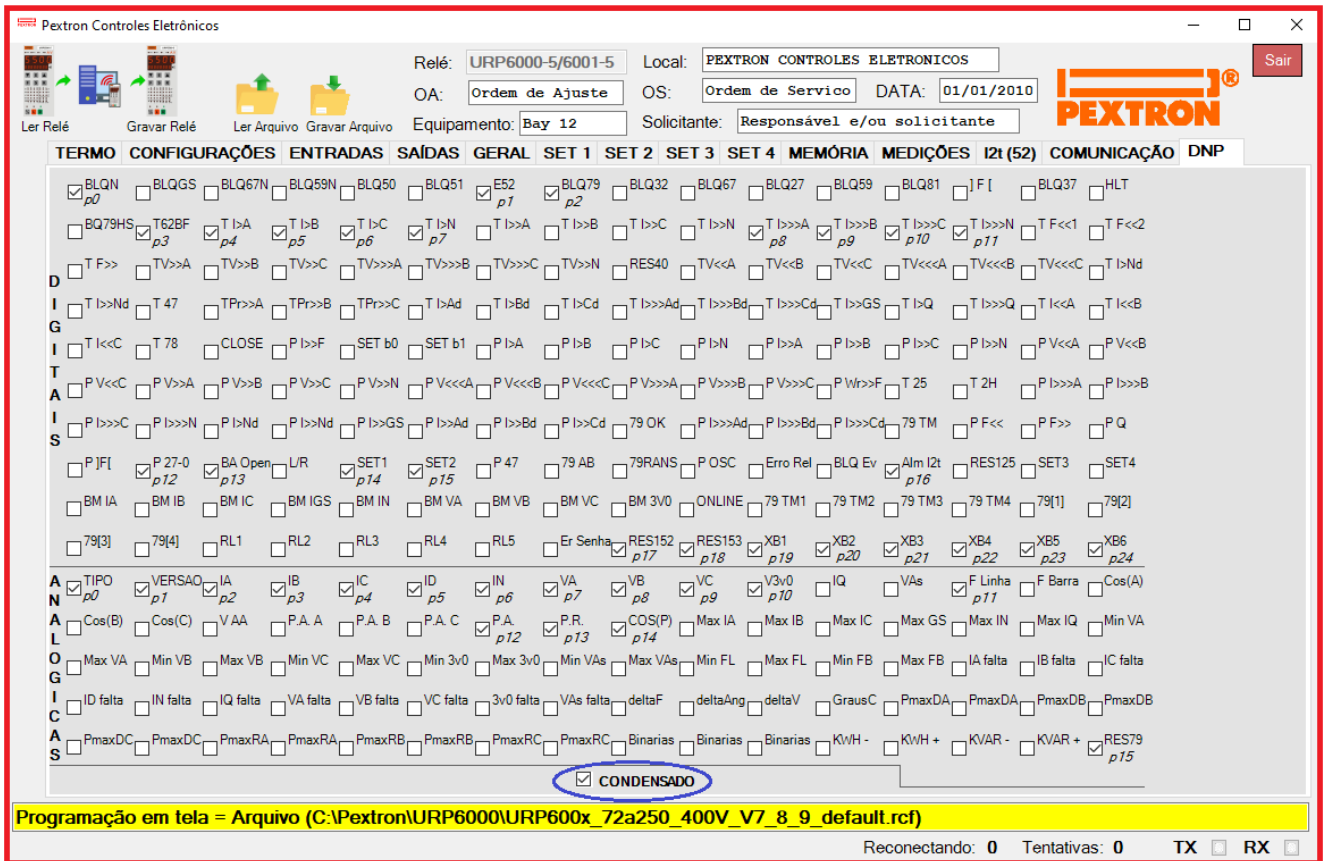 Pextron Controles Eletrônicos
Relé: URP6000-5/6001-5 Local: PEXTRON CONTROLES ELETRONICOS Sair
OA: Ordem de Ajuste OS: Ordem de Servico DATA: 01/01/2010
Ler Relé Gravar Relé Ler Arquivo Gravar Arquivo Equipamento: Bay 12 Solicitante: Responsável e/ou solicitante PEXTRON
TERMO CONFIGURAÇÕES ENTRADAS SAÍDAS GERAL SET 1 SET 2 SET 3 SET 4 MEMÓRIA MEDIÇÕES I2t (52) COMUNICAÇÃO DNP
DIGITAIS
BLQN BLQGS BLQ67N BLQ59N BLQ50 BLQ51 E52 BLQ79 BLQ32 BLQ67 BLQ27 BLQ59 BLQ81 ] F [ BLQ37 HLT
p0 p1 p2
BQ79HS T62BF T I>A T I>B T I>C T I>N T I>>A T I>>B T I>>C T I>>N T I>>>A T I>>>B T I>>>C T I>>>N T F<<1 T F<<2
p3 p4 p5 p6 p7 p8 p9 p10 p11
T F>> TV>>A TV>>B TV>>C TV>>>A TV>>>B TV>>>C TV>>N RES40 TV<<A TV<<B TV<<C TV<<<A TV<<<B TV<<<C T I>Nd
T I>>Nd T 47 TPr>>A TPr>>B TPr>>C T I>Ad T I>Bd T I>Cd T I>>>Ad T I>>>Bd T I>>>Cd T I>>GS T I>Q T I>>>Q T I<<A T I<<B
T I<<C T 78 CLOSE P I>>F SET b0 SET b1 P I>A P I>B P I>C P I>N P I>>A P I>>B P I>>C P I>>N P V<<A P V<<B
P V<<C P V>>A P V>>B P V>>C P V>>N P V<<<A P V<<<B P V<<<C P V>>>A P V>>>B P V>>>C P Wr>>F T 25 T 2H P I>>>A P I>>>B
P I>>>C P I>>>N P I>Nd P I>>Nd P I>>GS P I>>Ad P I>>Bd P I>>Cd 79 OK P I>>>Ad P I>>>Bd P I>>>Cd 79 TM P F<< P F>> P Q
P ]F[ P 27-0 BA Open L/R SET1 SET2 P 47 79 AB 79RANS P OSC Erro Rel BLQ Ev Alm I2t RES125 SET3 SET4
p12 p13 p14 p15 p16
BM IA BM IB BM IC BM IGS BM IN BM VA BM VB BM VC BM 3V0 ONLINE 79 TM1 79 TM2 79 TM3 79 TM4 79[1] 79[2]
79[3] 79[4] RL1 RL2 RL3 RL4 RL5 Er Senha RES152 RES153 XB1 XB2 XB3 XB4 XB5 XB6
p17 p18 p19 p20 p21 p22 p23 p24
ANALOGICAS
TIPO VERSAO IA IB IC ID IN VA VB VC V3v0 IQ VAs F Linha F Barra Cos(A)
p0 p1 p2 p3 p4 p5 p6 p7 p8 p9 p10 p11
Cos(B) Cos(C) V AA P.A. A P.A. B P.A. C P.A. P.R. COS(P) Max IA Max IB Max IC Max GS Max IN Max IQ Min VA
p12 p13 p14
Max VA Min VB Max VB Min VC Max VC Min 3v0 Max 3v0 Min VAs Max VAs Min FL Max FL Min FB Max FB IA falta IB falta IC falta
ID falta IN falta IQ falta VA falta VB falta VC falta 3v0 falta VAs falta deltaF deltaAng deltaV GrausC PmaxDA PmaxDA PmaxDB PmaxDB
PmaxDC PmaxDC PmaxRA PmaxRA PmaxRB PmaxRB PmaxRC PmaxRC Binarias Binarias Binarias KWH - KWH + KVAR - KVAR + RES79
p15
CONDENSADO
Programação em tela = Arquivo (C:\Pextron\URP6000\URP600x_72a250_400V_V7_8_9_default.rcf)
Reconectando: 0 Tentativas: 0 TX RX